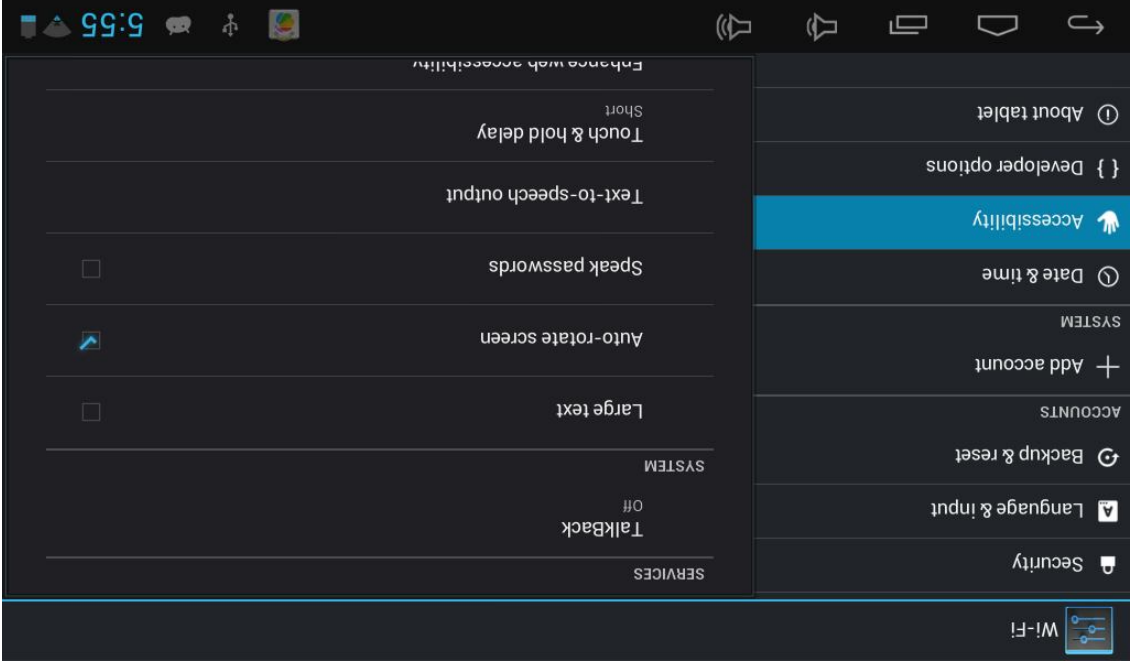 Wi-Fi
Security
Language & input
Backup & reset
ACCOUNTS
Add account
SYSTEM
Date & time
Accessibility
{ } Developer options
About tablet
SERVICES
TalkBack
Off
SYSTEM
Large text
Auto-rotate screen
Speak passwords
Text-to-speech output
Touch & hold delay
Short
Enhance web accessibility
5:55